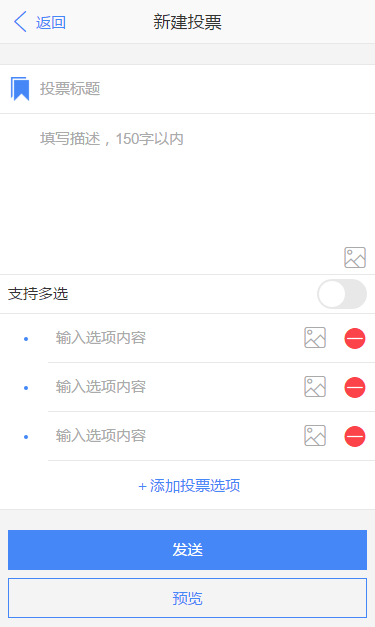 返回 新建投票
投票标题
填写描述，150字以内
支持多选
输入选项内容
输入选项内容
输入选项内容
+ 添加投票选项
发送
预览